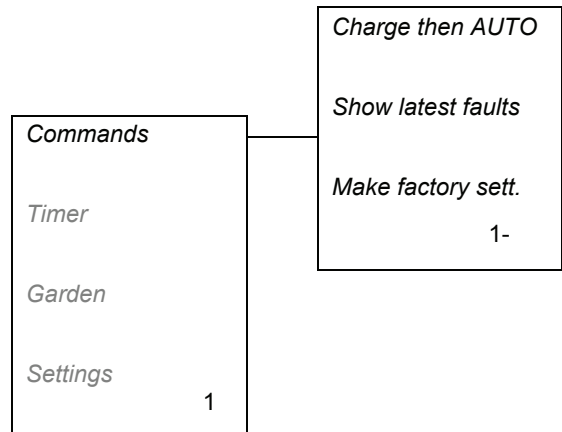 Charge then AUTO
Show latest faults
Make factory sett.
1-
Commands
Timer
Garden
Settings
1